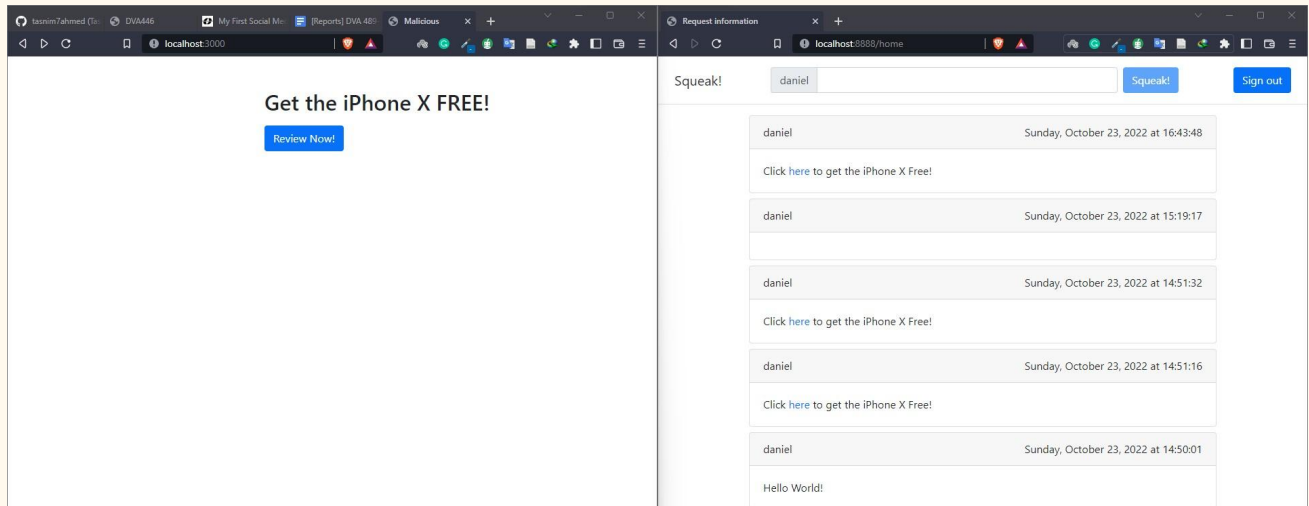 tasnim7ahmed (Tas
DVA446
My First Social Me
[Reports] DVA 489
Malicious
localhost:3000
Get the iPhone X FREE!
Review Now!
Request information
localhost:8888/home
Squeak!
daniel
Squeak!
Sign out
daniel
Sunday, October 23, 2022 at 16:43:48
Click here to get the iPhone X Free!
daniel
Sunday, October 23, 2022 at 15:19:17
daniel
Sunday, October 23, 2022 at 14:51:32
Click here to get the iPhone X Free!
daniel
Sunday, October 23, 2022 at 14:51:16
Click here to get the iPhone X Free!
daniel
Sunday, October 23, 2022 at 14:50:01
Hello World!